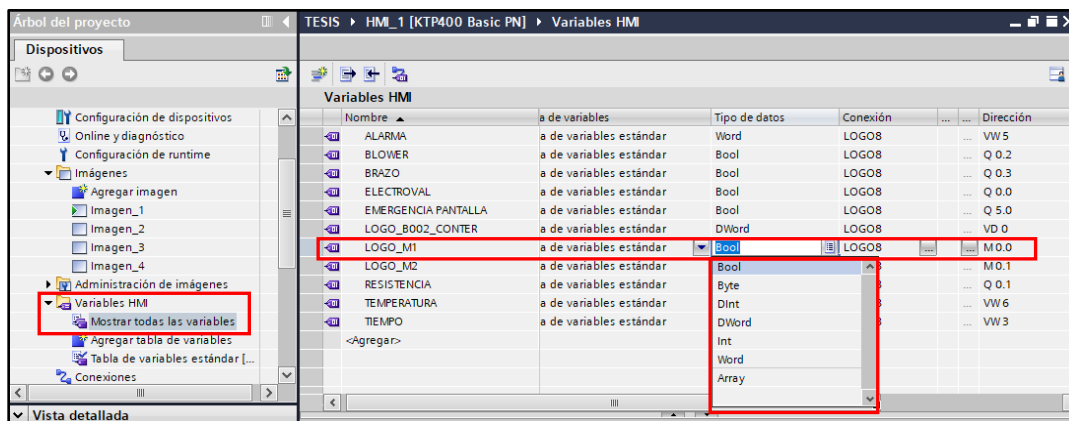 Árbol del proyecto
TESIS ▸ HMI_1 [KTP400 Basic PN] ▸ Variables HMI
Dispositivos
Variables HMI
Configuración de dispositivos
Online y diagnóstico
Configuración de runtime
Imágenes
Agregar imagen
Imagen_1
Imagen_2
Imagen_3
Imagen_4
Administración de imágenes
Variables HMI
Mostrar todas las variables
Agregar tabla de variables
Tabla de variables estándar [...
Conexiones
Vista detallada
Nombre a de variables Tipo de datos Conexión ... ... Dirección
ALARMA a de variables estándar Word LOGO8 ... VW 5
BLOWER a de variables estándar Bool LOGO8 ... Q 0.2
BRAZO a de variables estándar Bool LOGO8 ... Q 0.3
ELECTROVAL a de variables estándar Bool LOGO8 ... Q 0.0
EMERGENCIA PANTALLA a de variables estándar Bool LOGO8 ... Q 5.0
LOGO_B002_CONTER a de variables estándar DWord LOGO8 ... VD 0
LOGO_M1 a de variables estándar Bool LOGO8 ... ... M 0.0
LOGO_M2 a de variables estándar ... M 0.1
RESISTENCIA a de variables estándar ... Q 0.1
TEMPERATURA a de variables estándar ... VW 6
TIEMPO a de variables estándar ... VW 3
<Agregar>
Bool
Byte
DInt
DWord
Int
Word
Array